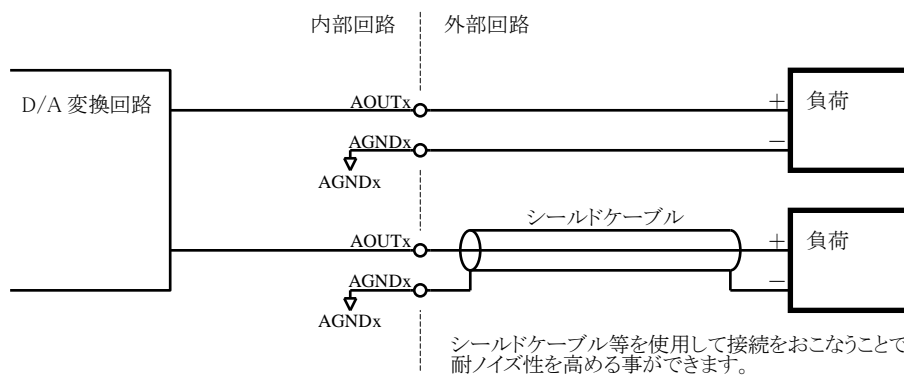 内部回路 外部回路
D/A 変換回路
AOUTx
+
負荷
AGNDx
−
AGNDx
シールドケーブル
AOUTx
+
負荷
AGNDx
−
AGNDx
シールドケーブル等を使用して接続をおこなうことで
耐ノイズ性を高める事ができます。